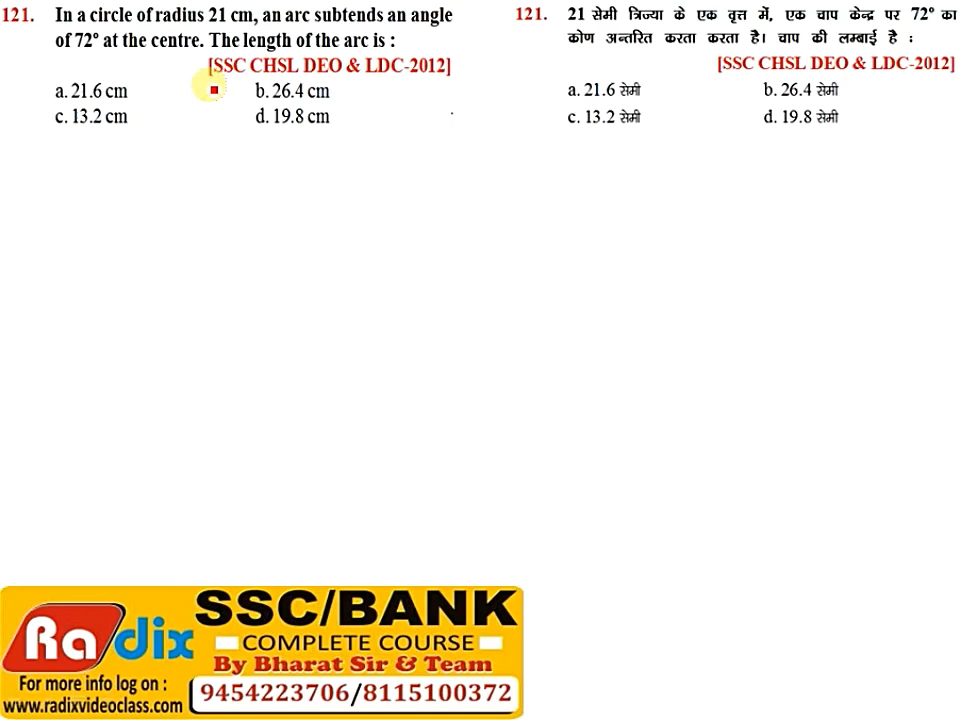 121. In a circle of radius 21 cm, an arc subtends an angle
of 72º at the centre. The length of the arc is :
[SSC CHSL DEO & LDC-2012]
a. 21.6 cm b. 26.4 cm
c. 13.2 cm d. 19.8 cm
121. 21 सेमी त्रिज्या के एक वृत्त में, एक चाप केन्द्र पर 72º का
कोण अन्तरित करता करता है। चाप की लम्बाई है :
[SSC CHSL DEO & LDC-2012]
a. 21.6 सेमी b. 26.4 सेमी
c. 13.2 सेमी d. 19.8 सेमी
Radix
SSC/BANK
COMPLETE COURSE
By Bharat Sir & Team
For more info log on :
www.radixvideoclass.com
9454223706/8115100372